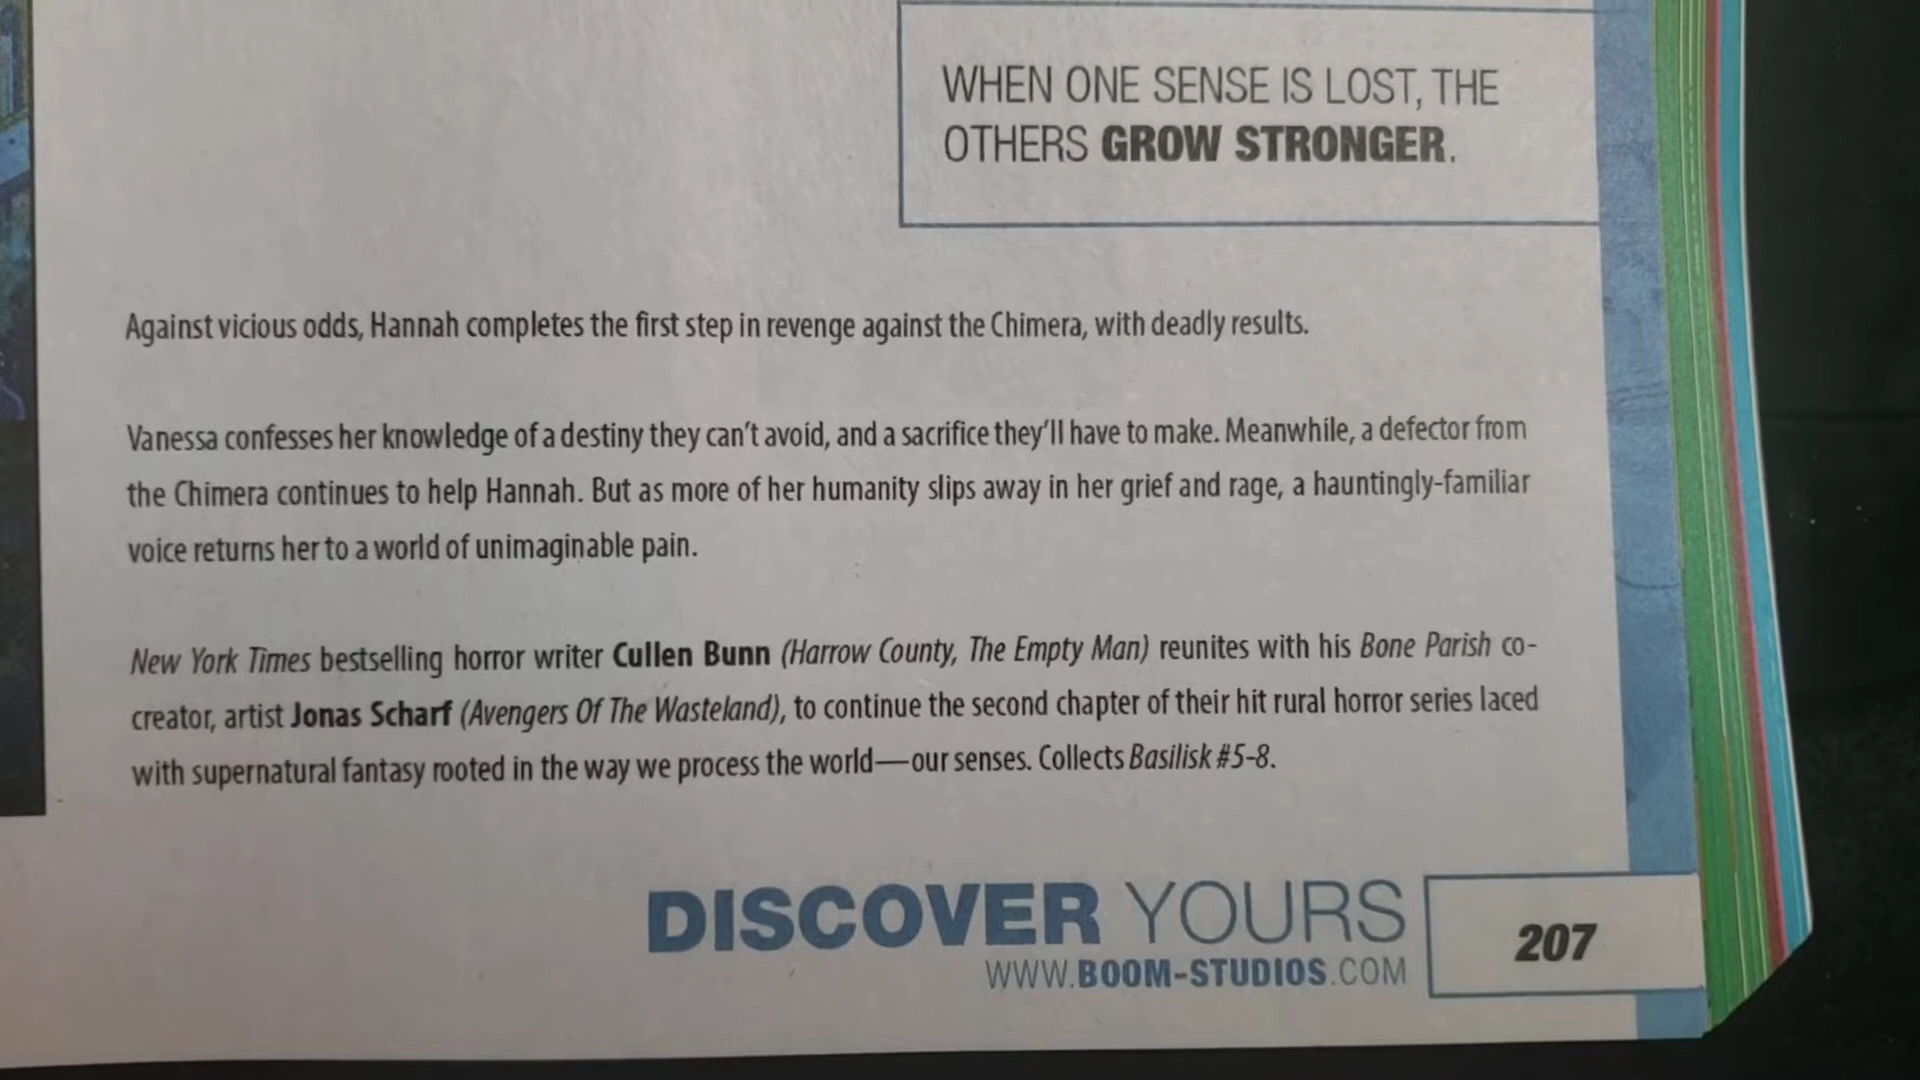 WHEN ONE SENSE IS LOST, THE
OTHERS GROW STRONGER.
Against vicious odds, Hannah completes the first step in revenge against the Chimera, with deadly results.
Vanessa confesses her knowledge of a destiny they can't avoid, and a sacrifice they'll have to make. Meanwhile, a defector from
the Chimera continues to help Hannah. But as more of her humanity slips away in her grief and rage, a hauntingly-familiar
voice returns her to a world of unimaginable pain.
New York Times bestselling horror writer Cullen Bunn (Harrow County, The Empty Man) reunites with his Bone Parish co-
creator, artist Jonas Scharf (Avengers Of The Wasteland), to continue the second chapter of their hit rural horror series laced
with supernatural fantasy rooted in the way we process the world—our senses. Collects Basilisk #5-8.
DISCOVER YOURS
WWW.BOOM-STUDIOS.COM
207